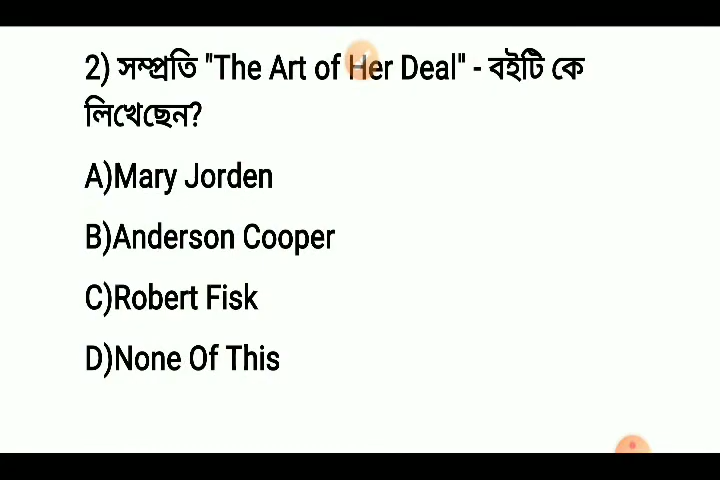 2) সম্প্রতি "The Art of Her Deal" - বইটি কে
লিখেছেন?
A)Mary Jorden
B)Anderson Cooper
C)Robert Fisk
D)None Of This